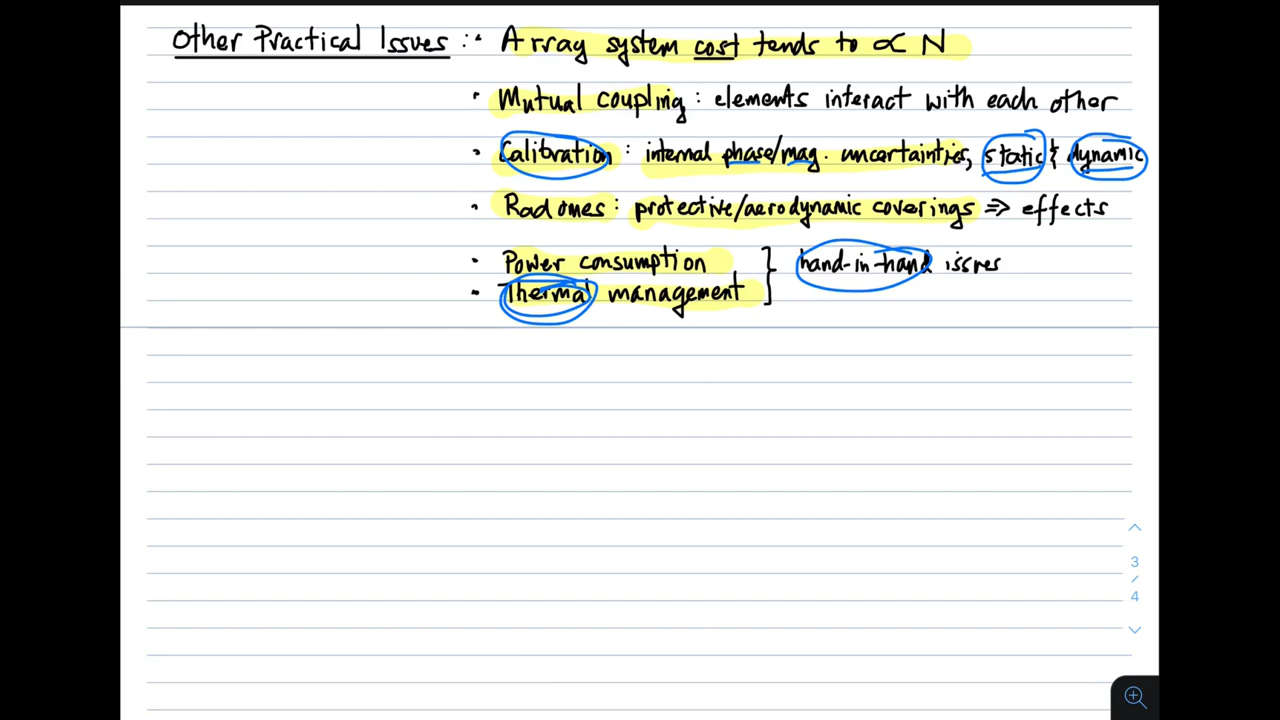 Other Practical Issues :· Array system cost tends to ∝ N
· Mutual coupling : elements interact with each other
· Calibration : internal phase/mag. uncertainties, static & dynamic
· Radomes : protective/aerodynamic coverings => effects
· Power consumption } hand-in-hand issues
· Thermal management
3
/
4